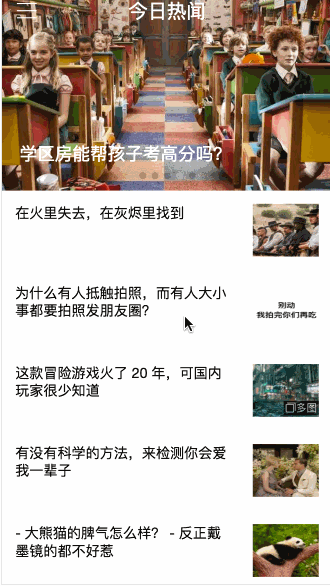 今日热闻
学区房能帮孩子考高分吗?
在火里失去，在灰烬里找到
为什么有人抵触拍照，而有人大小
事都要拍照发朋友圈?
刚动
我拍完你们再吃
这款冒险游戏火了 20 年，可国内
玩家很少知道
多图
有没有科学的方法，来检测你会爱
我一辈子
- 大熊猫的脾气怎么样? - 反正戴
墨镜的都不好惹